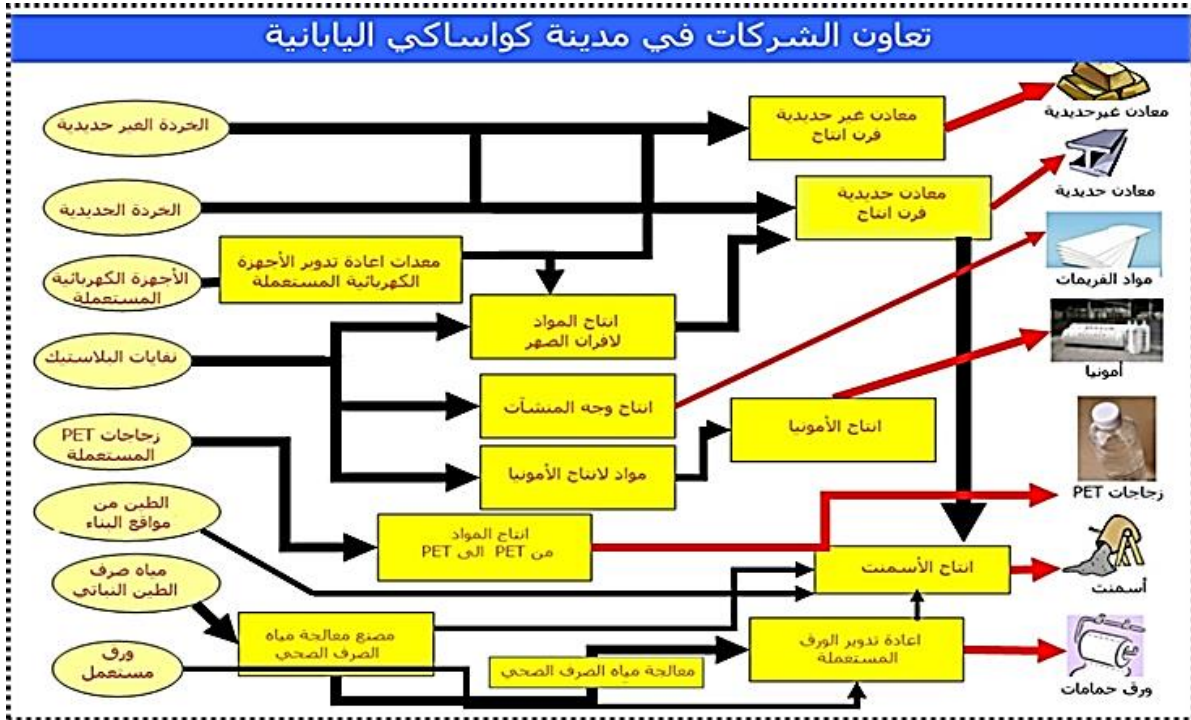 تعاون الشركات في مدينة كواساكي اليابانية
الخردة الغير حديدية
معادن غير حديدية
فرن انتاج
معادن غيرحديدية
الخردة الحديدية
معادن حديدية
فرن انتاج
معادن حديدية
الأجهزة الكهربائية
المستعملة
معدات اعادة تدوير الأجهزة
الكهربائية المستعملة
مواد الفريمات
انتاج المواد
لافران الصهر
نفايات البلاستيك
أمونيا
انتاج وجه المنشآت
انتاج الأمونيا
زجاجات PET
المستعملة
مواد لانتاج الأمونيا
زجاجات PET
الطين من
مواقع البناء
انتاج المواد
من PET الى PET
انتاج الأسمنت
أسمنت
مياه صرف
الطين النباتي
مصنع معالجة مياه
الصرف الصحي
معالجة مياه الصرف الصحي
اعادة تدوير الورق
المستعملة
ورق
مستعمل
ورق حمامات